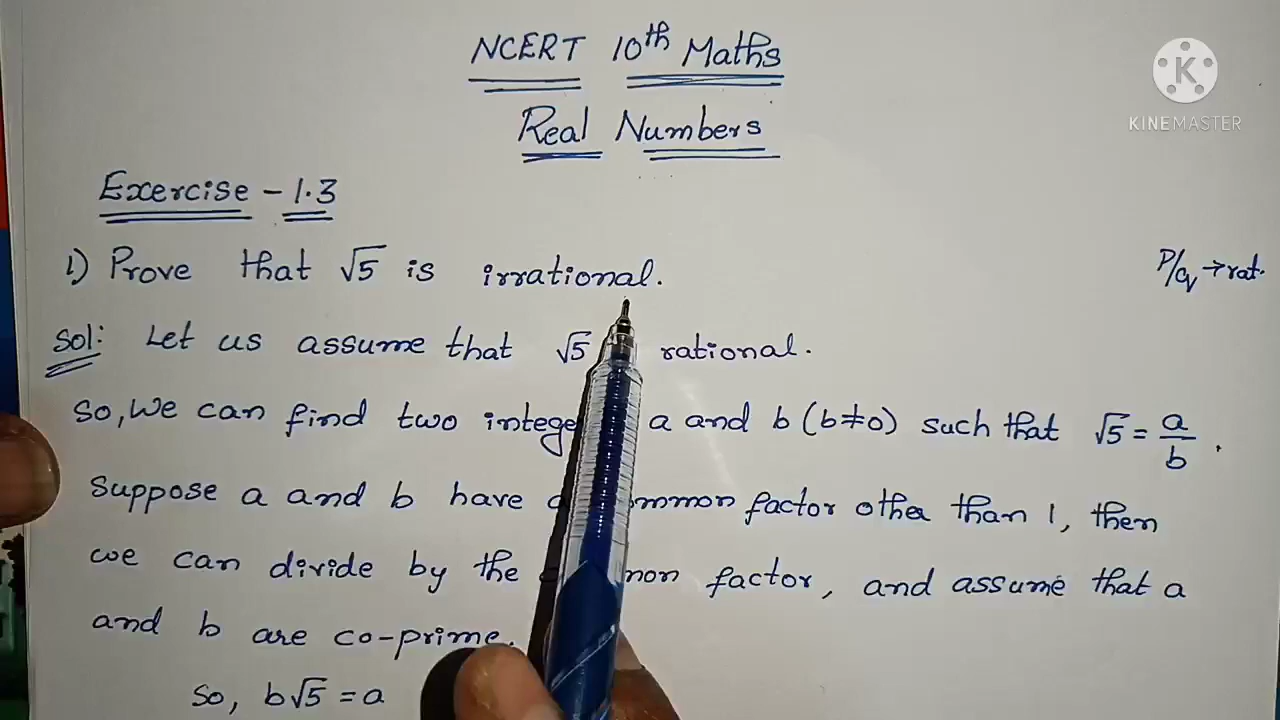 NCERT 10th Maths
K
KINEMASTER
Real Numbers
Exercise - 1.3
1) Prove that √5 is irrational.
P/q → rat.
Sol: Let us assume that √5 rational.
So, We can find two intege a and b (b≠0) such that √5 = a/b .
Suppose a and b have mmon factor other than 1, then
we can divide by the non factor, and assume that a
and b are co-prime.
So, b√5 = a